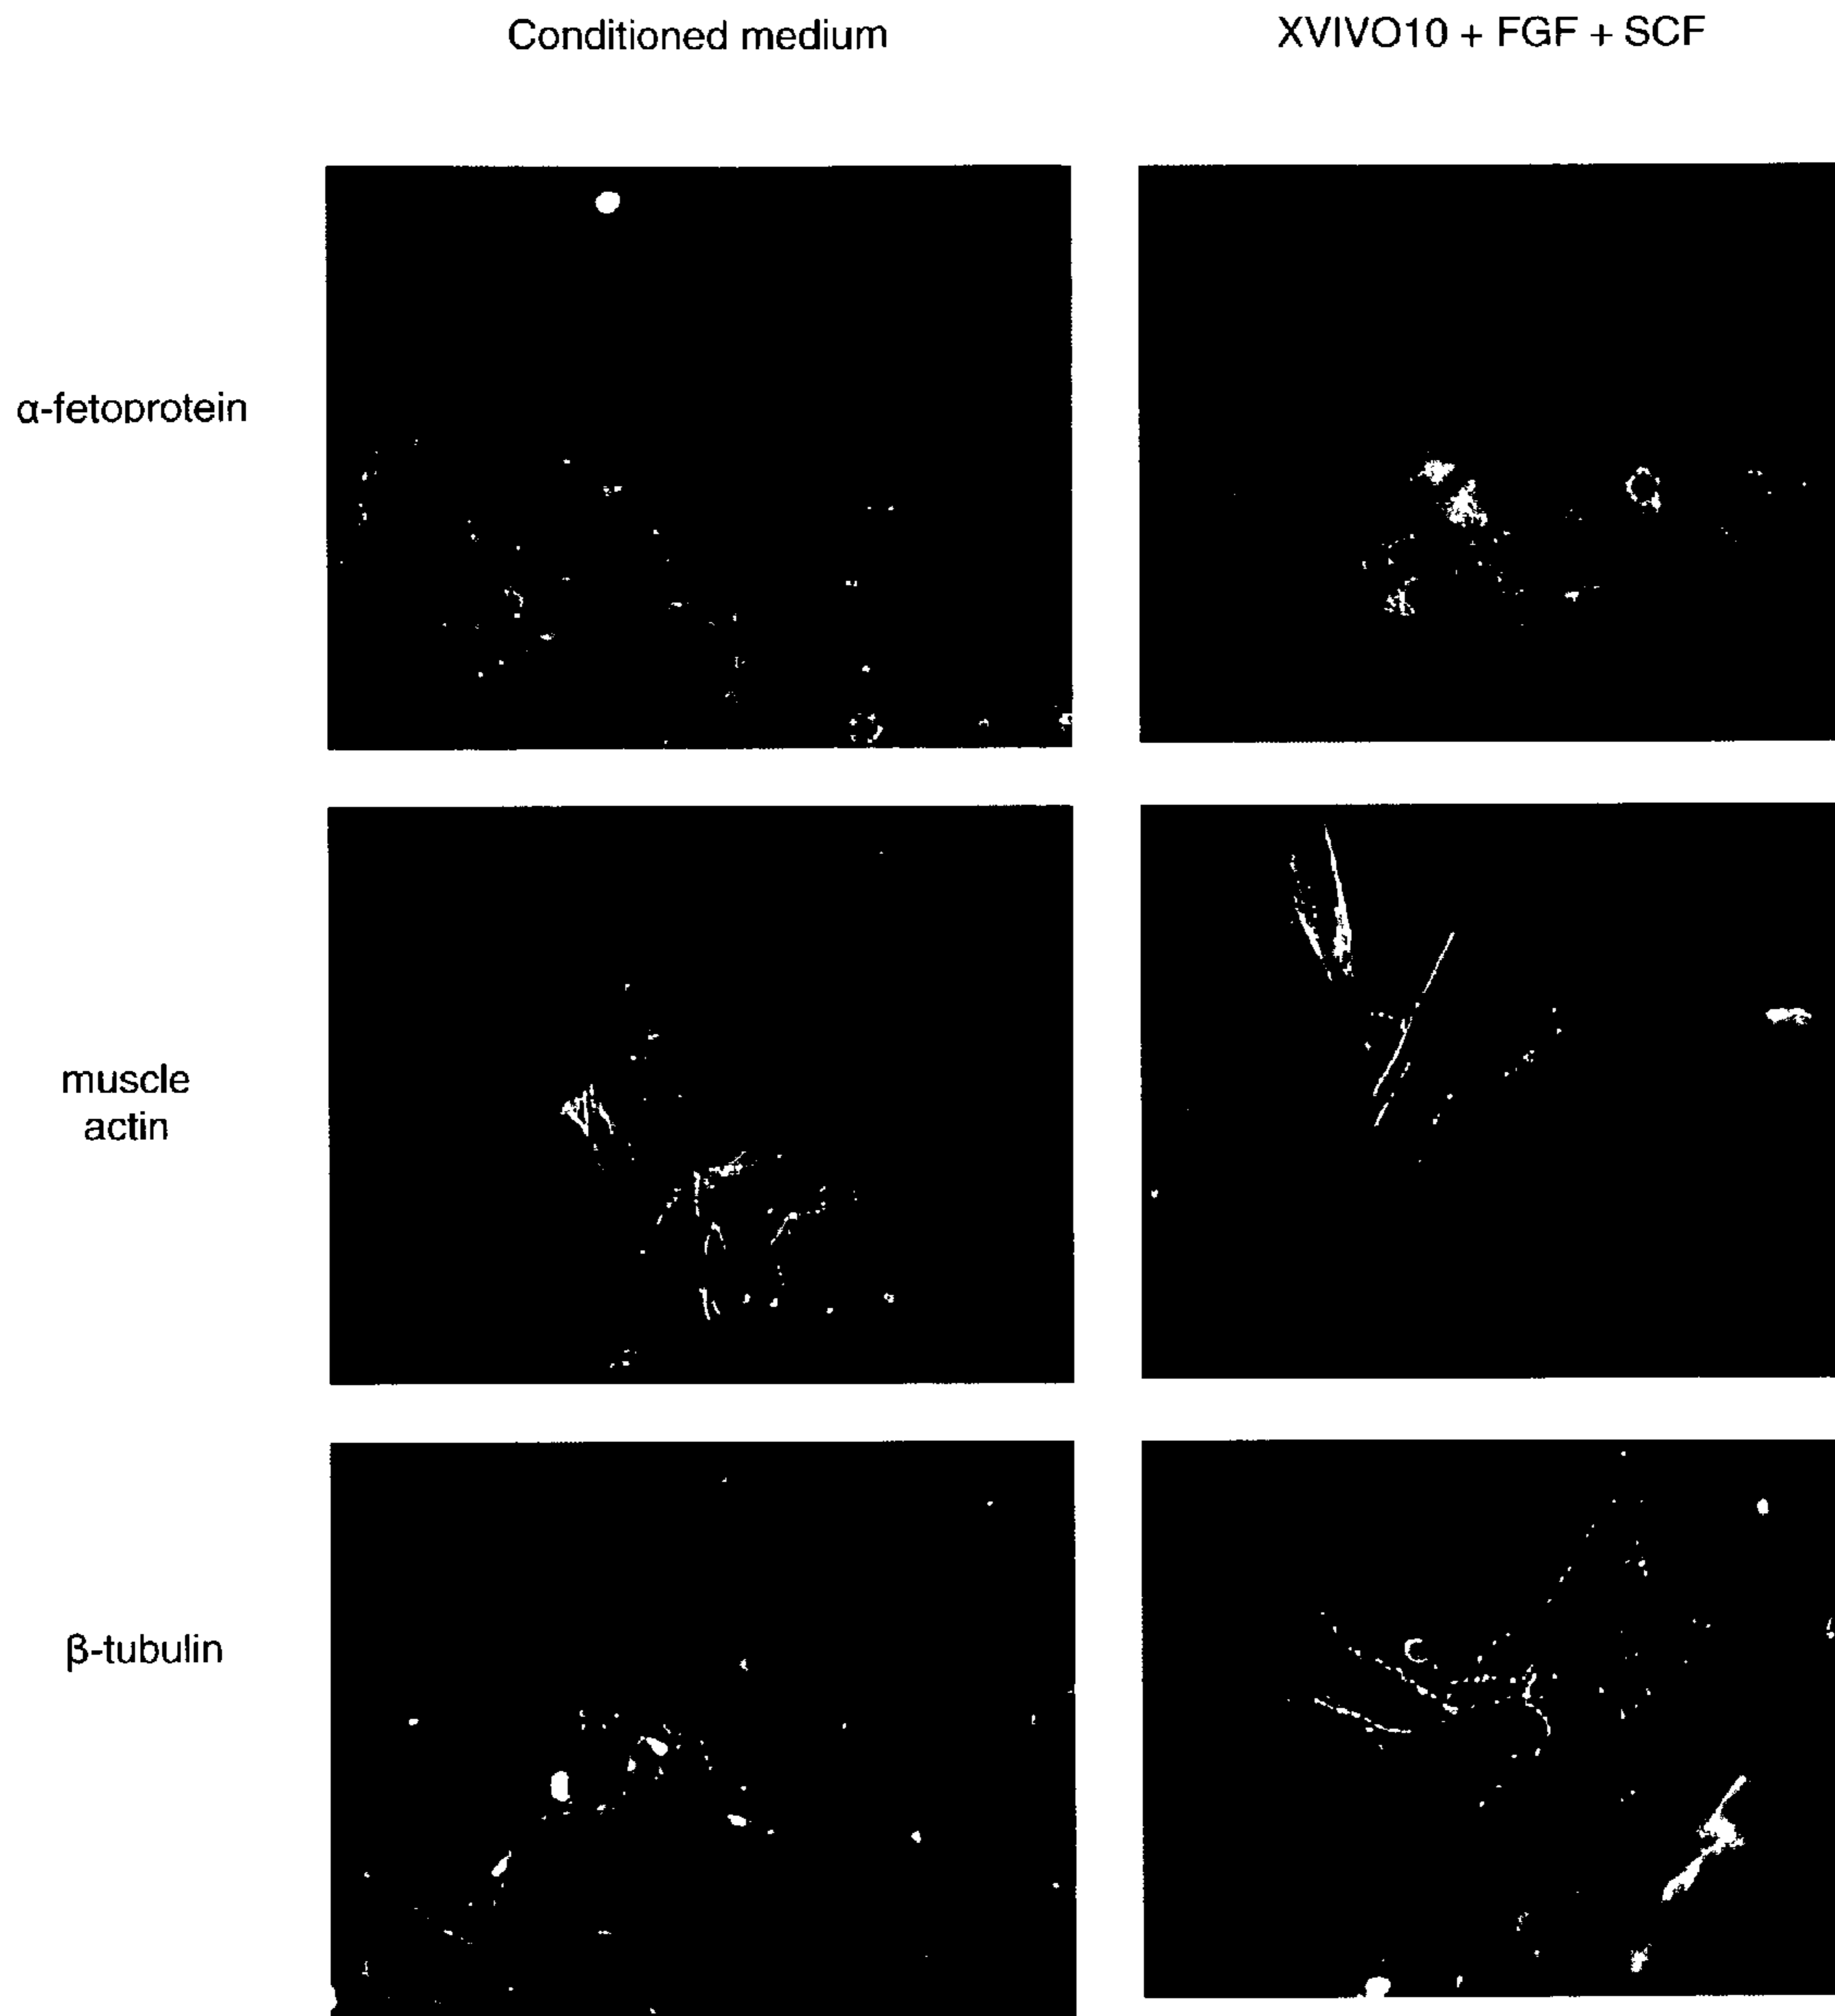 Conditioned medium
XVIVO10 + FGF + SCF
α-fetoprotein
muscle
actin
β-tubulin